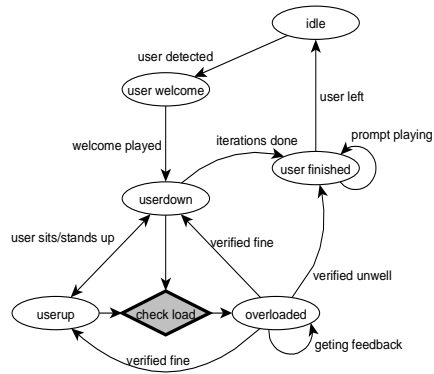 idle
user detected
user welcome
user left
welcome played
iterations done
prompt playing
user finished
userdown
user sits/stands up
verified fine
verified unwell
userup
check load
overloaded
geting feedback
verified fine